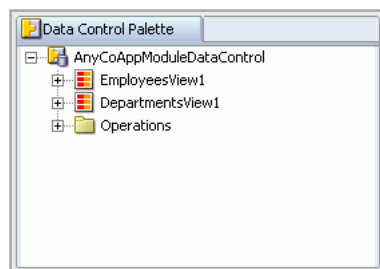 Data Control Palette
AnyCoAppModuleDataControl
EmployeesView1
DepartmentsView1
Operations